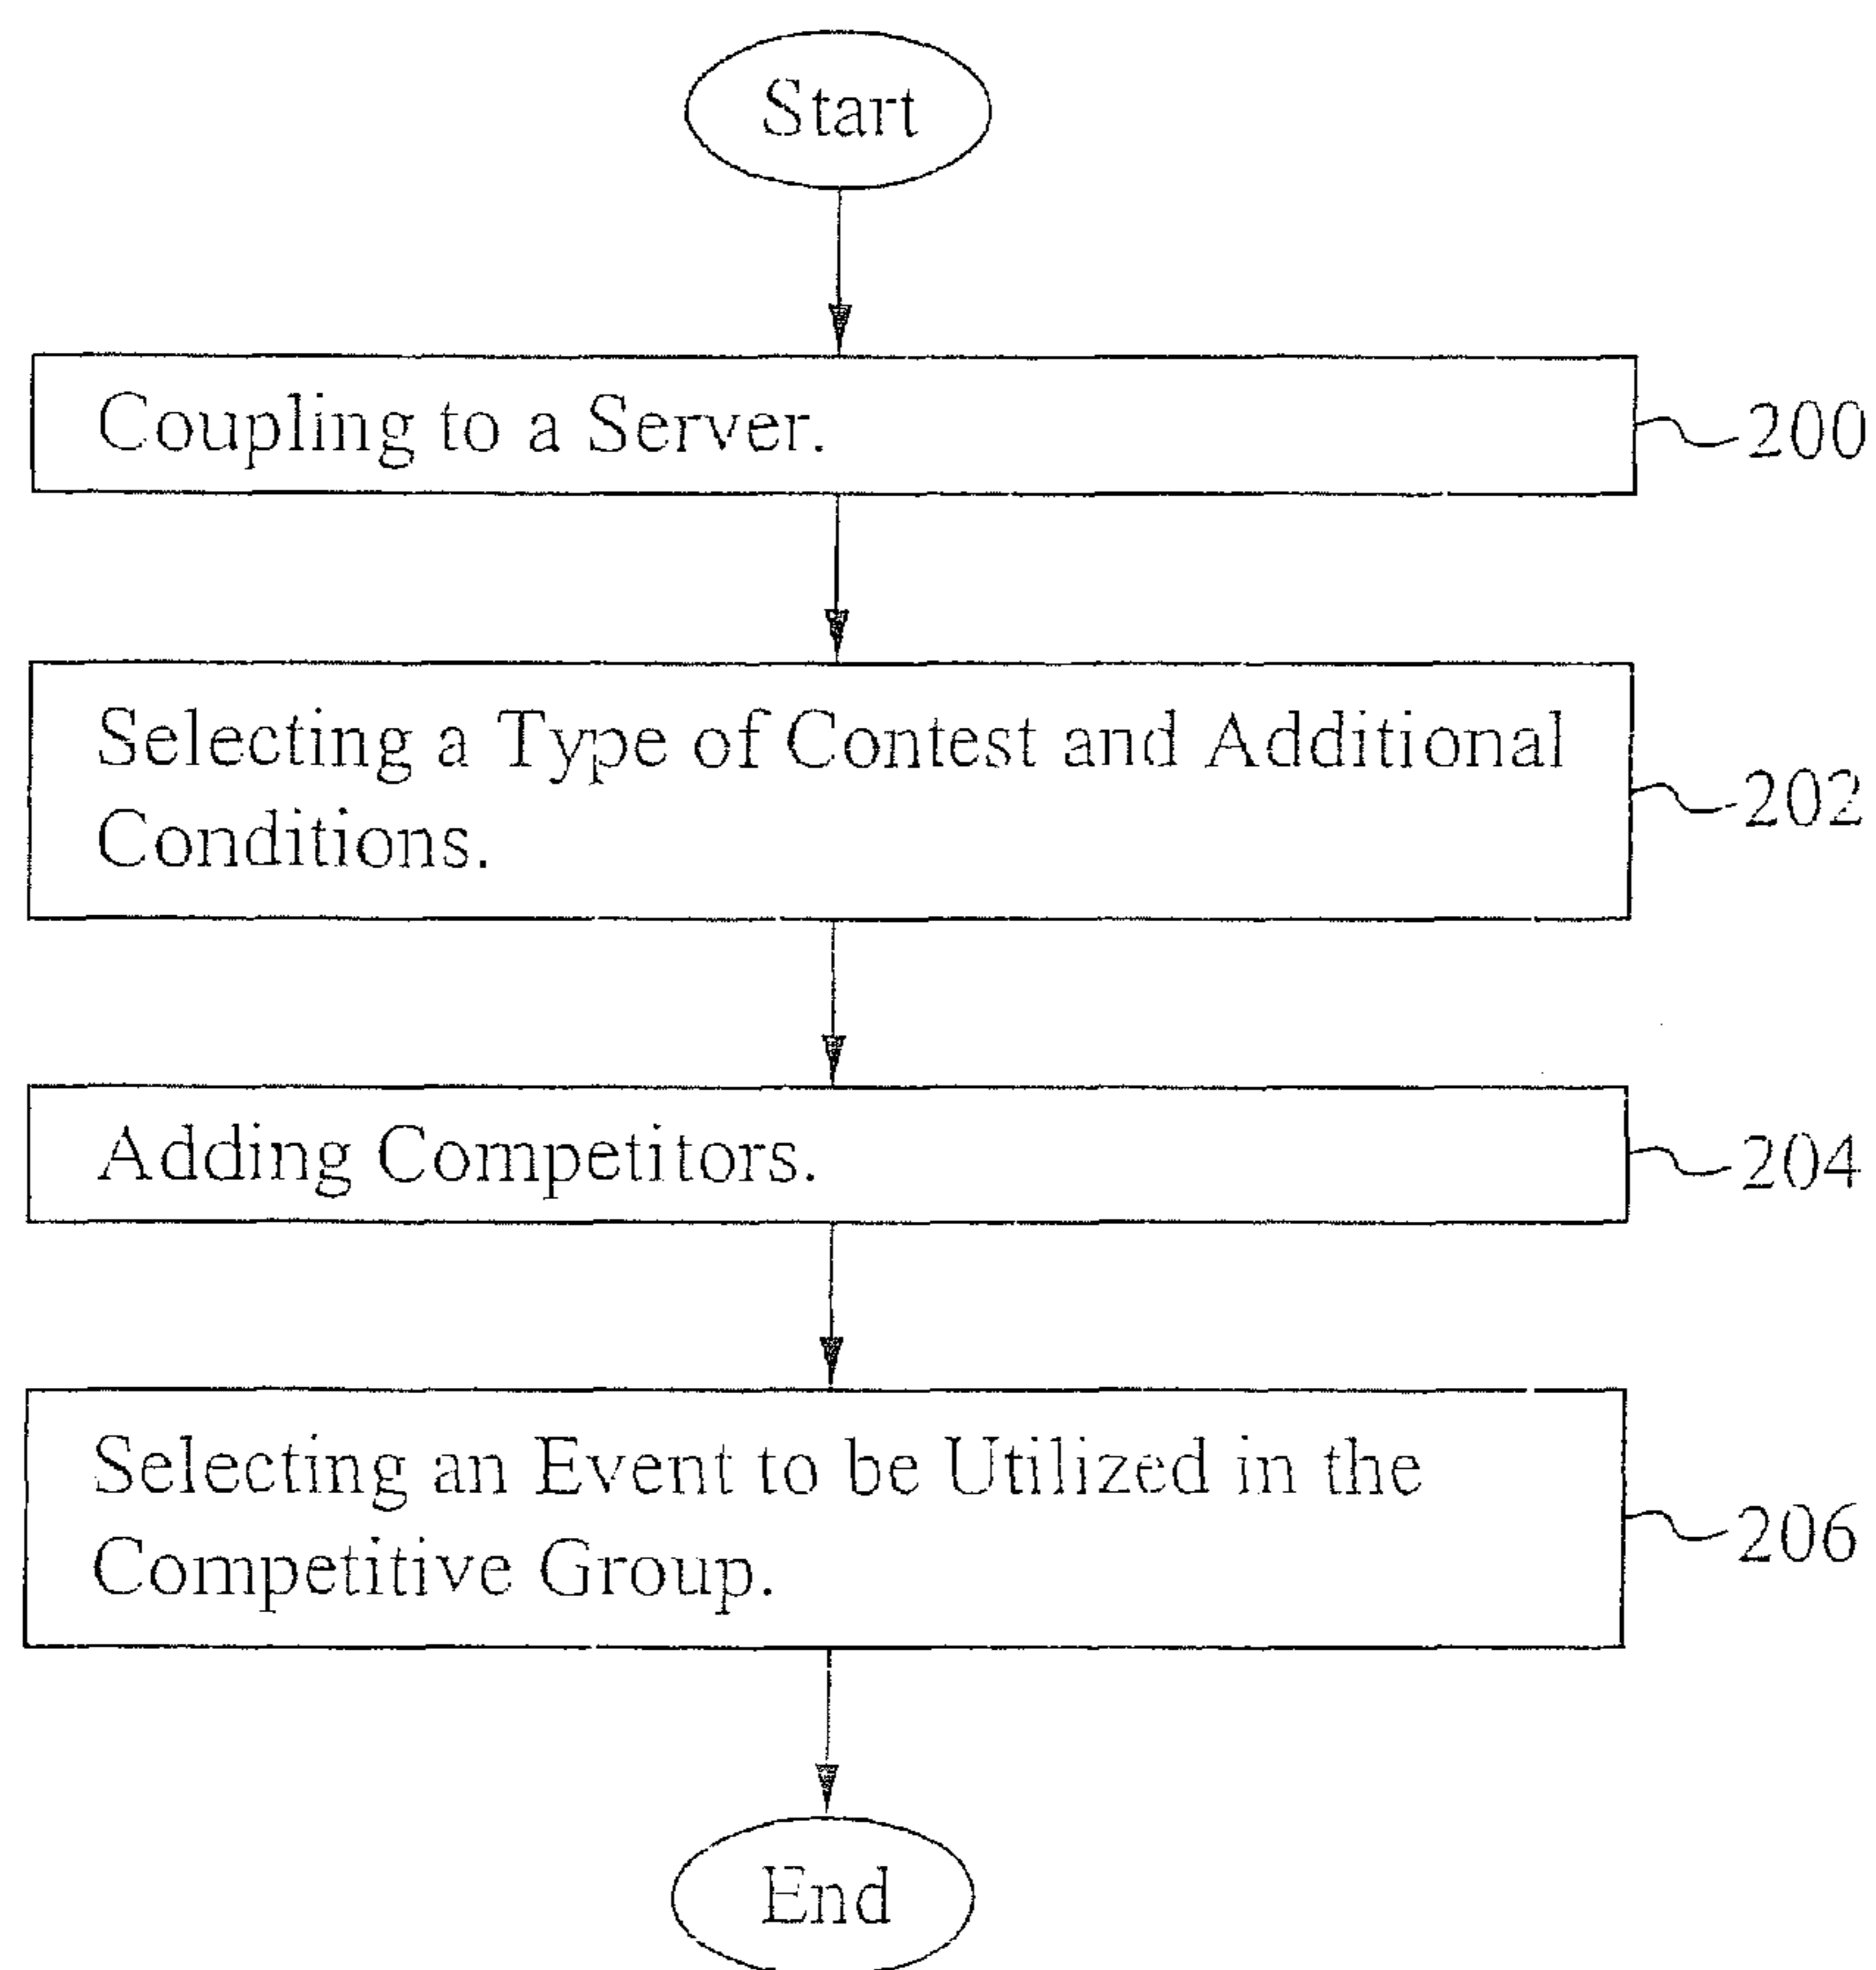 Start
Coupling to a Server.
200
Selecting a Type of Contest and Additional
Conditions.
202
Adding Competitors.
204
Selecting an Event to be Utilized in the
Competitive Group.
206
End